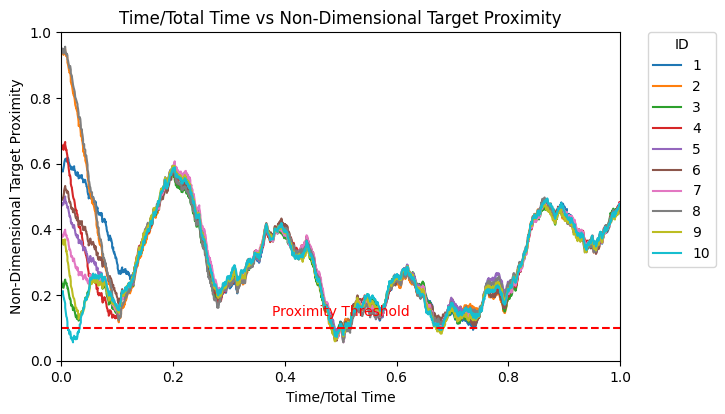 Time/Total Time vs Non-Dimensional Target Proximity
Non-Dimensional Target Proximity
1.0
0.8
0.6
0.4
0.2
0.0
Proximity Threshold
0.0 0.2 0.4 0.6 0.8 1.0
Time/Total Time
ID
1
2
3
4
5
6
7
8
9
10